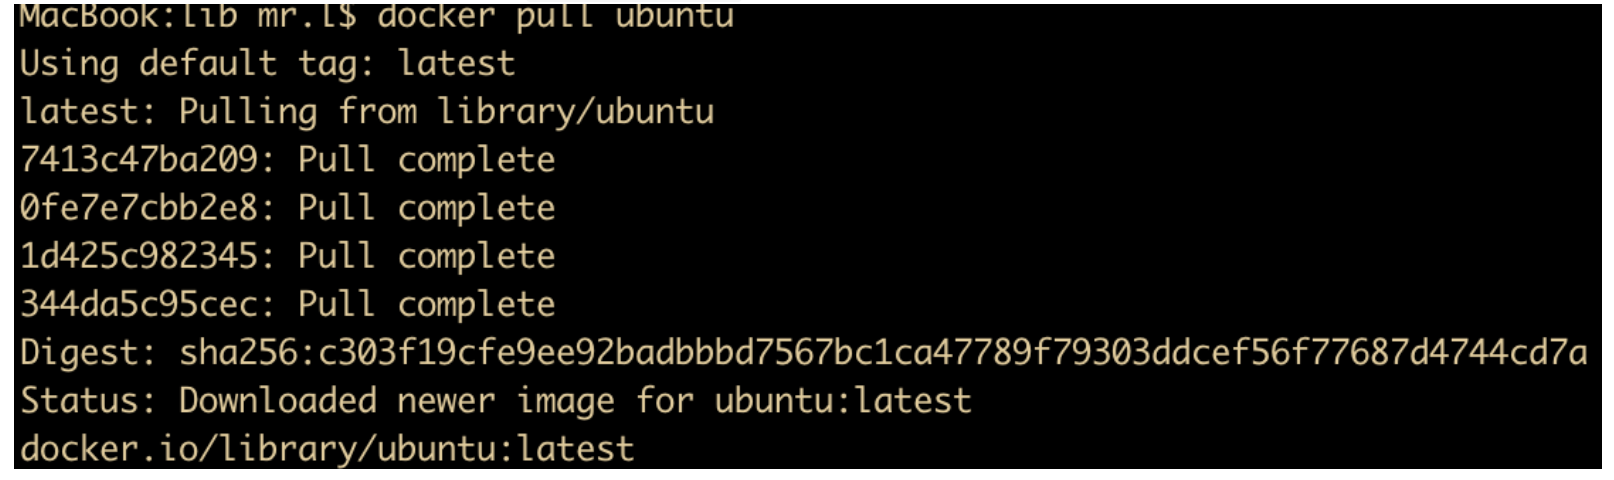 MacBook:lib mr.l$ docker pull ubuntu
Using default tag: latest
latest: Pulling from library/ubuntu
7413c47ba209: Pull complete
0fe7e7cbb2e8: Pull complete
1d425c982345: Pull complete
344da5c95cec: Pull complete
Digest: sha256:c303f19cfe9ee92badbbbd7567bc1ca47789f79303ddcef56f77687d4744cd7a
Status: Downloaded newer image for ubuntu:latest
docker.io/library/ubuntu:latest